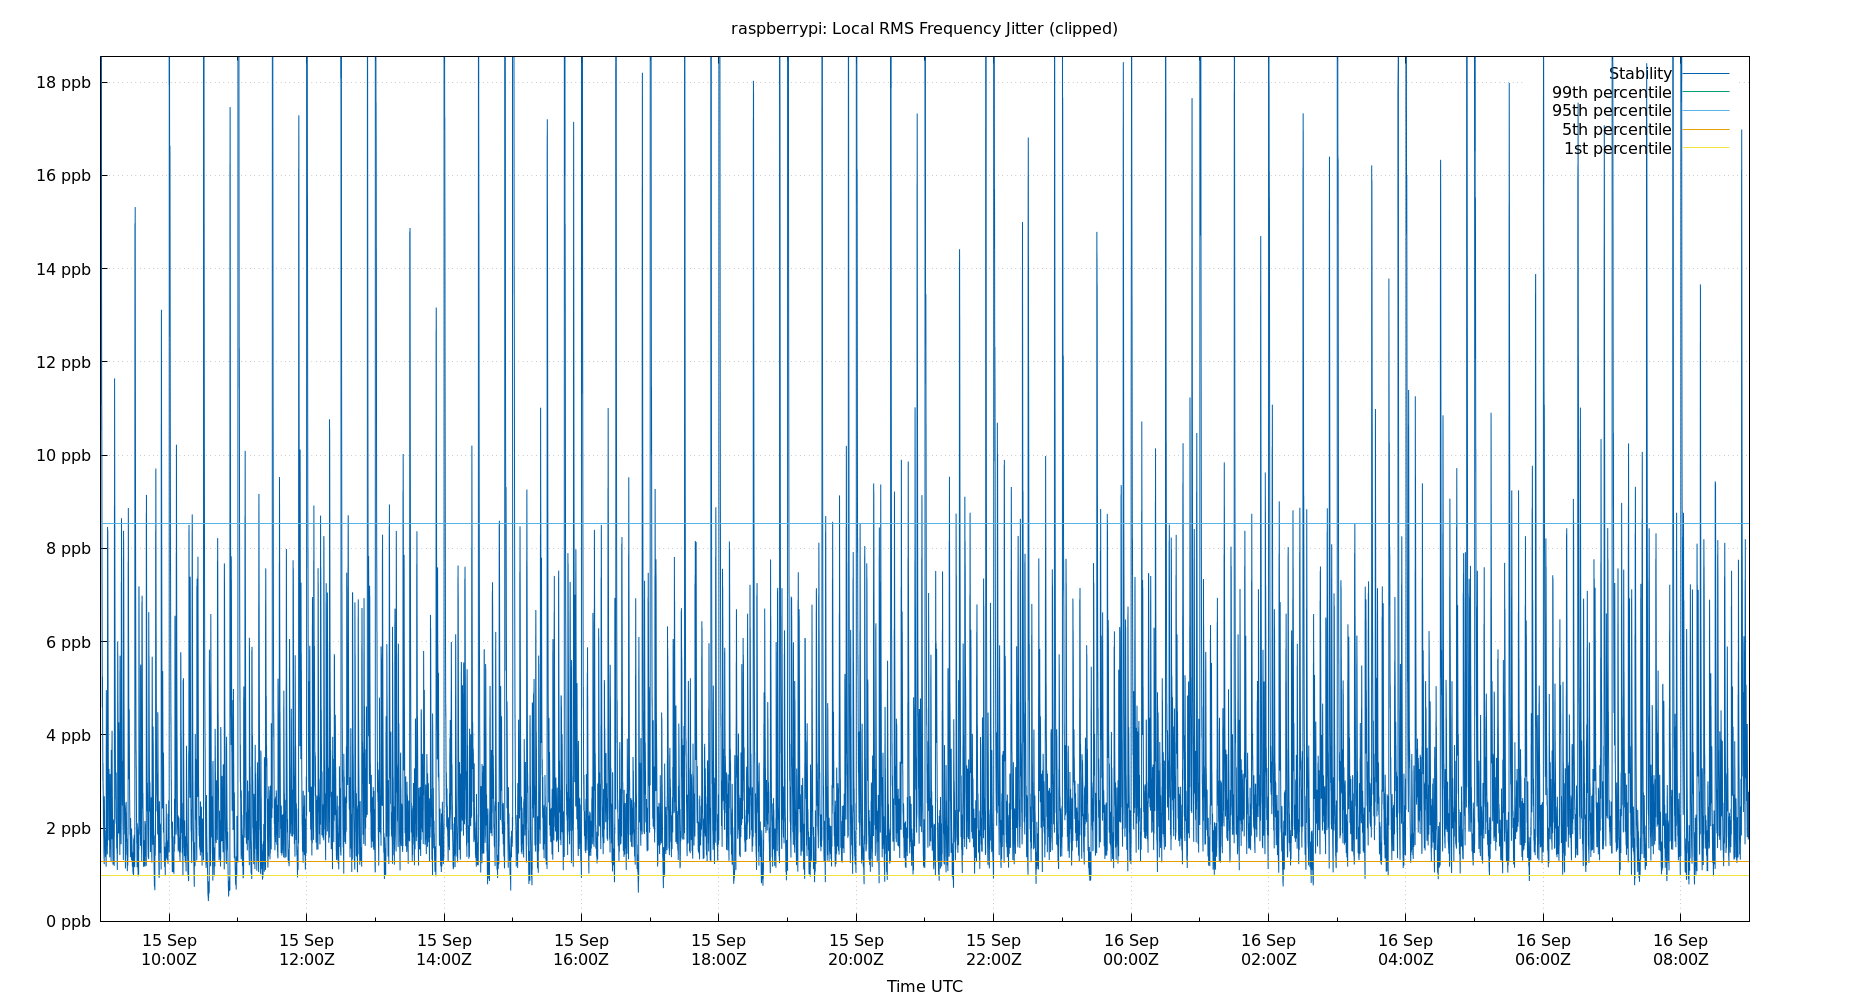 raspberrypi: Local RMS Frequency Jitter (clipped)
18 ppb
16 ppb
14 ppb
12 ppb
10 ppb
8 ppb
6 ppb
4 ppb
2 ppb
0 ppb
Stability
99th percentile
95th percentile
5th percentile
1st percentile
15 Sep 15 Sep 15 Sep 15 Sep 15 Sep 15 Sep 15 Sep 16 Sep 16 Sep 16 Sep 16 Sep 16 Sep
10:00Z 12:00Z 14:00Z 16:00Z 18:00Z 20:00Z 22:00Z 00:00Z 02:00Z 04:00Z 06:00Z 08:00Z
Time UTC